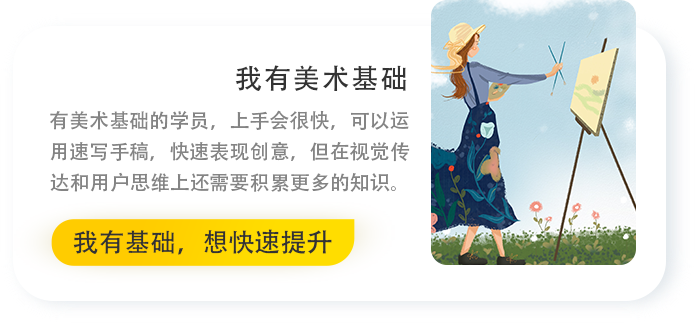 我有美术基础
有美术基础的学员，上手会很快，可以运
用速写手稿，快速表现创意，但在视觉传
达和用户思维上还需要积累更多的知识。
我有基础，想快速提升